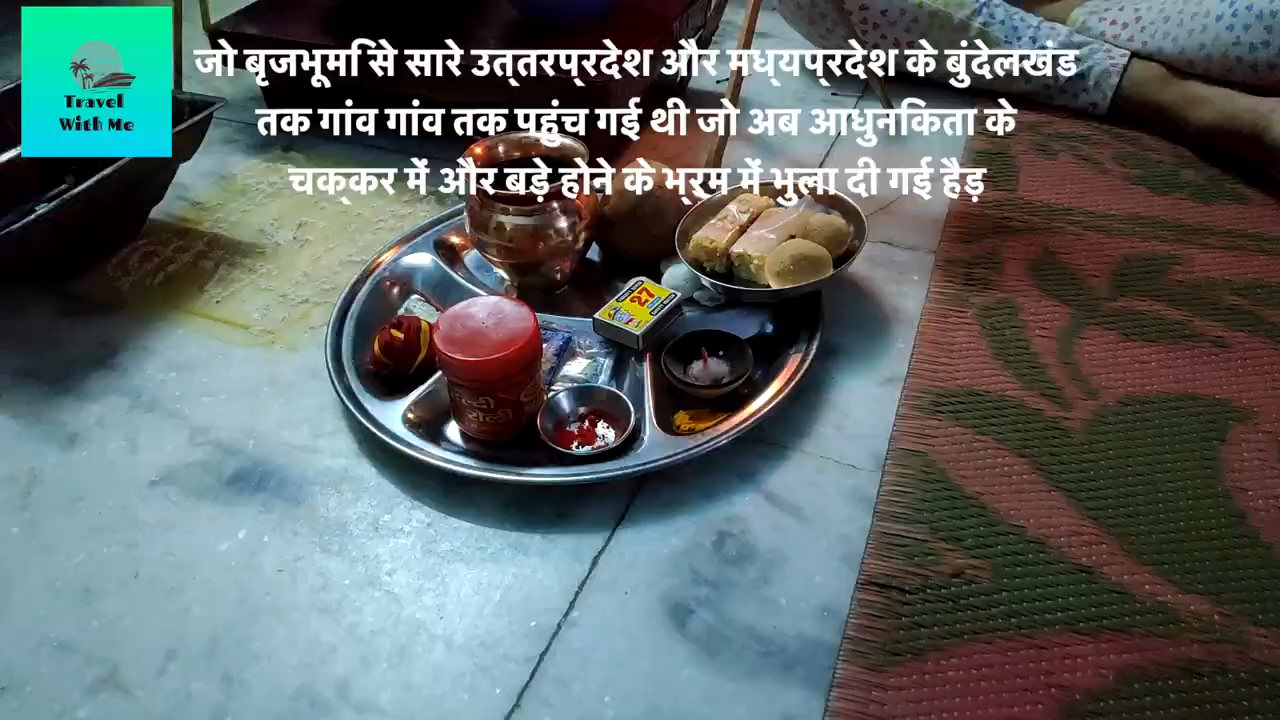 Travel
With Me
जो बृजभूमि से सारे उत्तरप्रदेश और मध्यप्रदेश के बुंदेलखंड
तक गांव गांव तक पहुंच गई थी जो अब आधुनकिता के
चक्कर में और बड़े होने के भ्रम में भुला दी गई हैड़
27
रोली